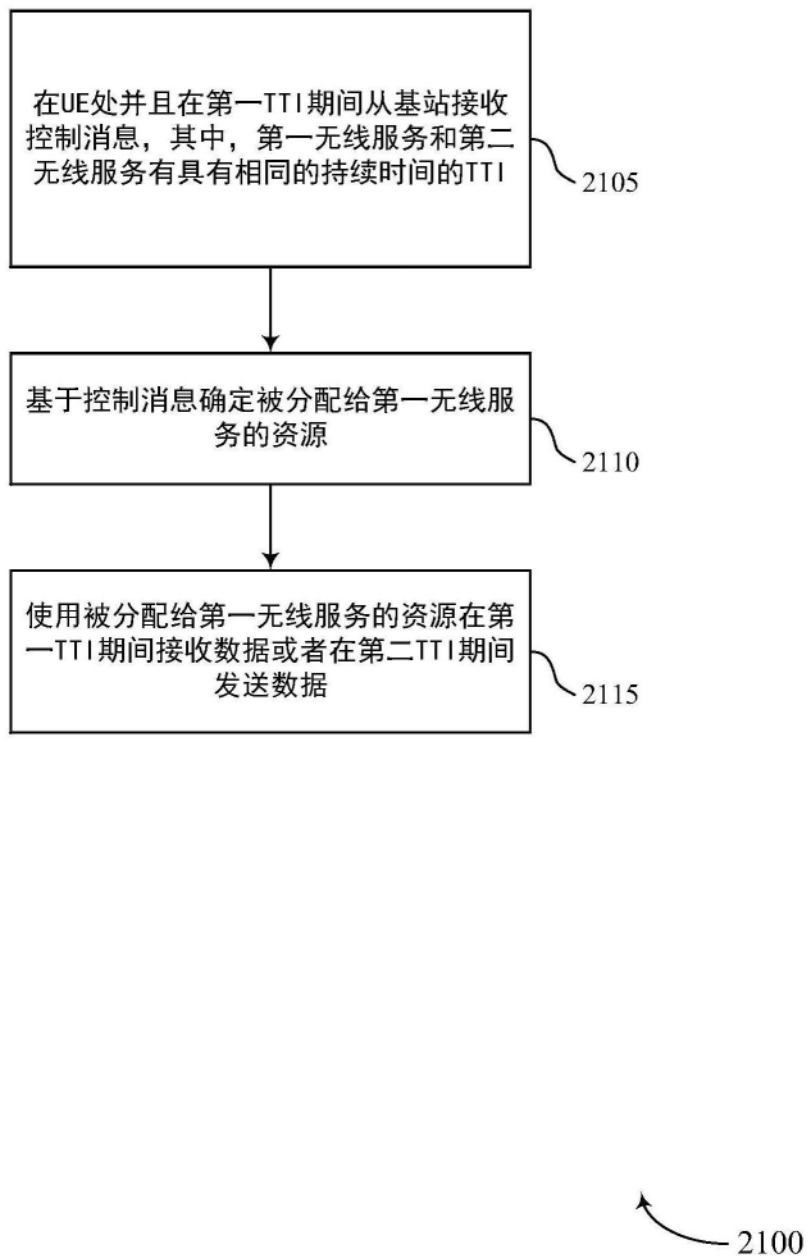 在UE处并且在第一TTI期间从基站接收
控制消息，其中，第一无线服务和第二
无线服务有具有相同的持续时间的TTI
2105
基于控制消息确定被分配给第一无线服
务的资源
2110
使用被分配给第一无线服务的资源在第
一TTI期间接收数据或者在第二TTI期间
发送数据
2115
2100